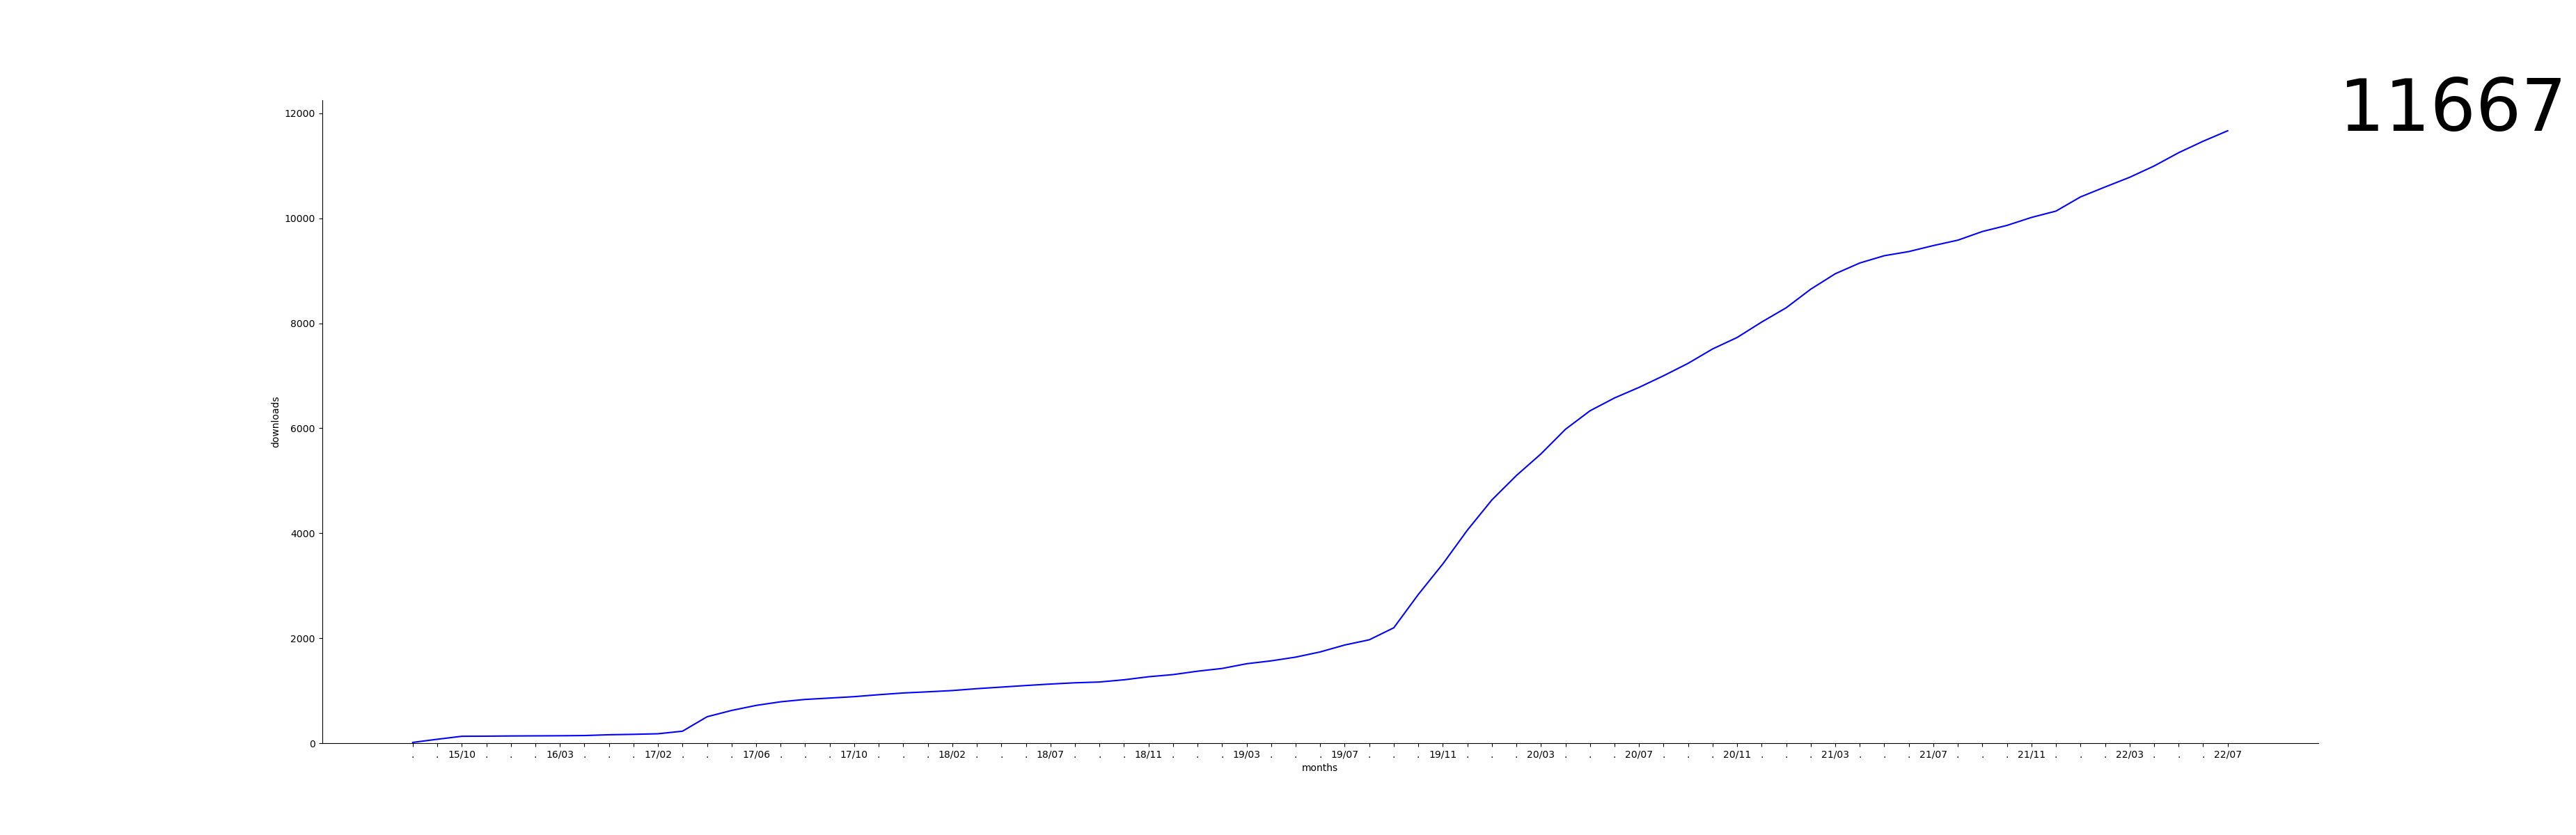 11667
12000
10000
8000
6000
4000
2000
0
downloads
. . 15/10 . . . 16/03 . . . 17/02 . . . 17/06 . . . 17/10 . . . 18/02 . . . 18/07 . . . 18/11 . . . 19/03 . . . 19/07 . . . 19/11 . . . 20/03 . . . 20/07 . . . 20/11 . . . 21/03 . . . 21/07 . . . 21/11 . . . 22/03 . . . 22/07
months